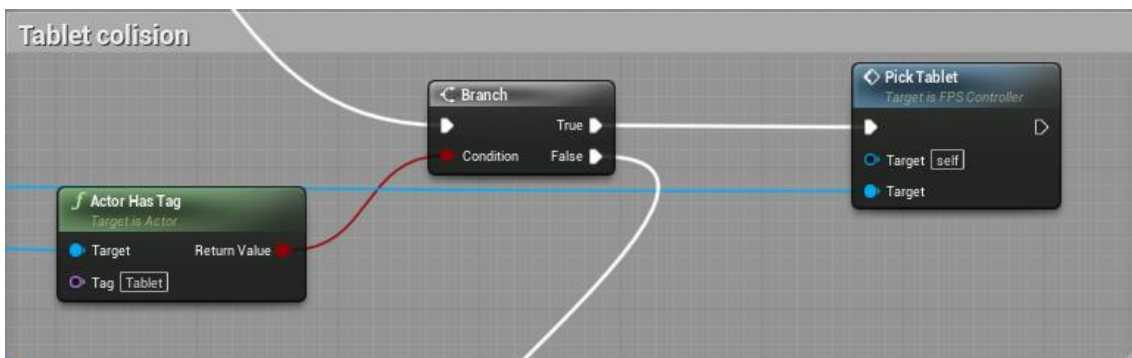 Tablet colision
Branch
True
Condition
False
Pick Tablet
Target is FPS Controller
Target self
Target
f Actor Has Tag
Target is Actor
Target
Return Value
Tag Tablet